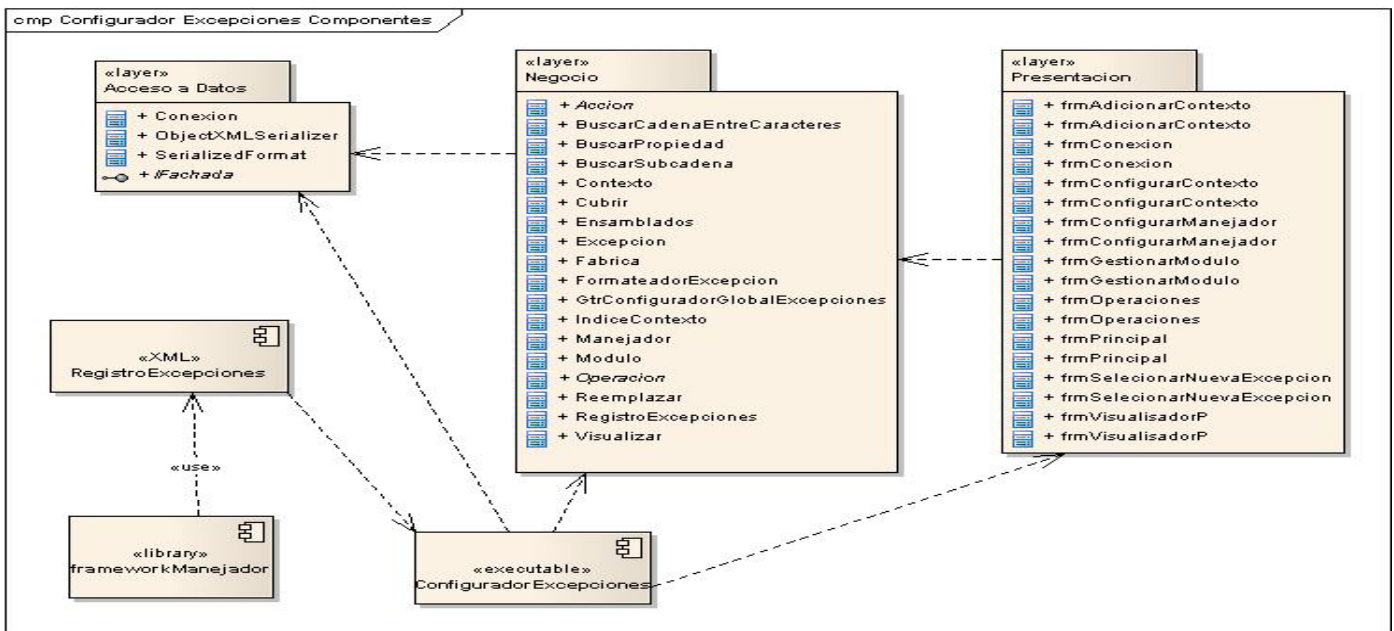 cmp Configurador Excepciones Componentes
«layer»
Acceso a Datos
+ Conexion
+ ObjectXMLSerializer
+ SerializedFormat
+ IFachada
«layer»
Negocio
+ Accion
+ BuscarCadenaEntreCaracteres
+ BuscarPropiedad
+ BuscarSubcadena
+ Contexto
+ Cubrir
+ Ensamblados
+ Excepcion
+ Fabrica
+ FormateadorExcepcion
+ GtrConfiguradorGlobalExcepciones
+ IndiceContexto
+ Manejador
+ Modulo
+ Operacion
+ Reemplazar
+ RegistroExcepciones
+ Visualizar
«layer»
Presentacion
+ frmAdicionarContexto
+ frmAdicionarContexto
+ frmConexion
+ frmConexion
+ frmConfigurarContexto
+ frmConfigurarContexto
+ frmConfigurarManejador
+ frmConfigurarManejador
+ frmGestionarModulo
+ frmGestionarModulo
+ frmOperaciones
+ frmOperaciones
+ frmPrincipal
+ frmPrincipal
+ frmSelecionarNuevaExcepcion
+ frmSelecionarNuevaExcepcion
+ frmVisualisadorP
+ frmVisualisadorP
«XML»
RegistroExcepciones
«use»
«library»
frameworkManejador
«executable»
ConfiguradorExcepciones